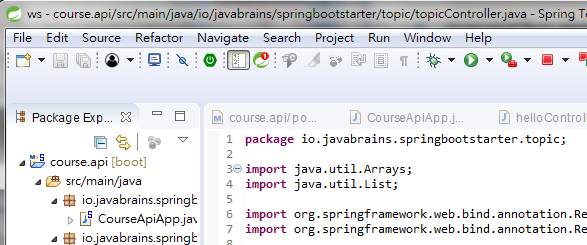 ws - course.api/src/main/java/io/javabrains/springbootstarter/topic/topicController.java - Spring
File Edit Source Refactor Navigate Search Project Run Window Help
Package Exp...
course.api/po...
CourseApiApp.j...
helloControl
course.api [boot]
src/main/java
io.javabrains.springb
CourseApiApp.jav
io.javabrains.springb
1 package io.javabrains.springbootstarter.topic;
2
3 import java.util.Arrays;
4 import java.util.List;
5
6 import org.springframework.web.bind.annotation.Re
7 import org.springframework.web.bind.annotation.Re
8